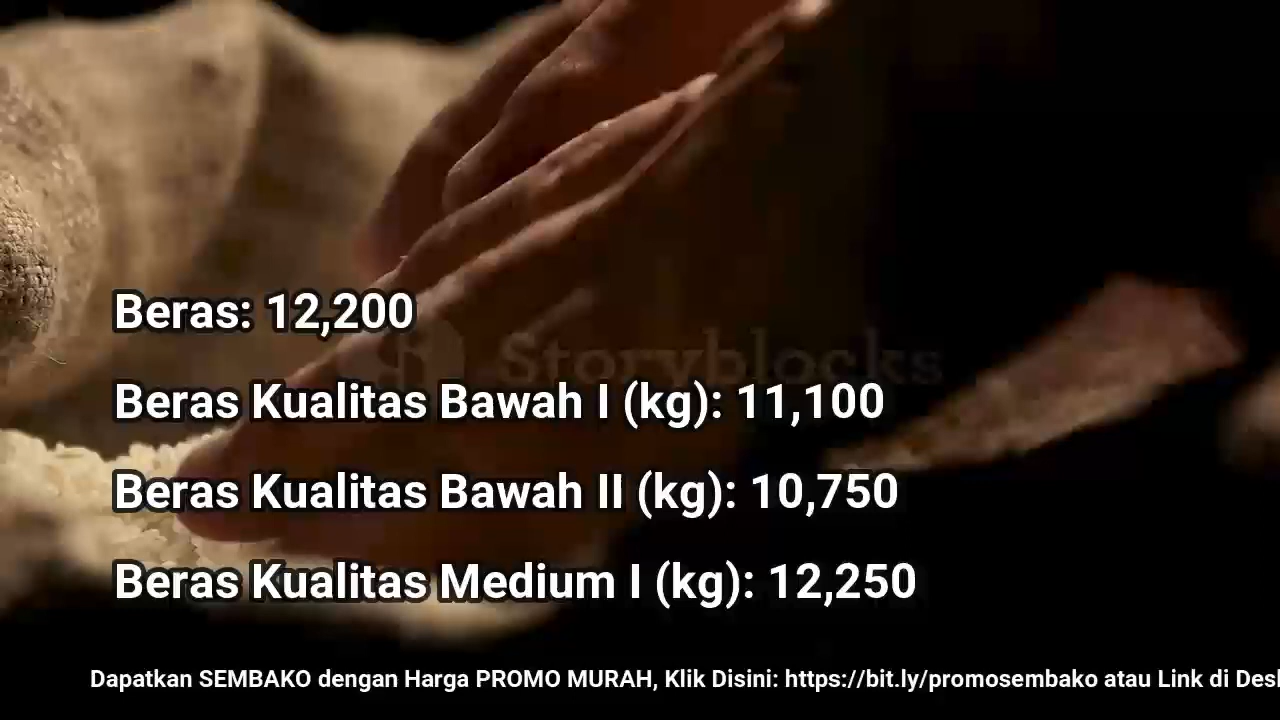 Beras: 12,200
Storyblocks
Beras Kualitas Bawah I (kg): 11,100
Beras Kualitas Bawah II (kg): 10,750
Beras Kualitas Medium I (kg): 12,250
Dapatkan SEMBAKO dengan Harga PROMO MURAH, Klik Disini: https://bit.ly/promosembako atau Link di